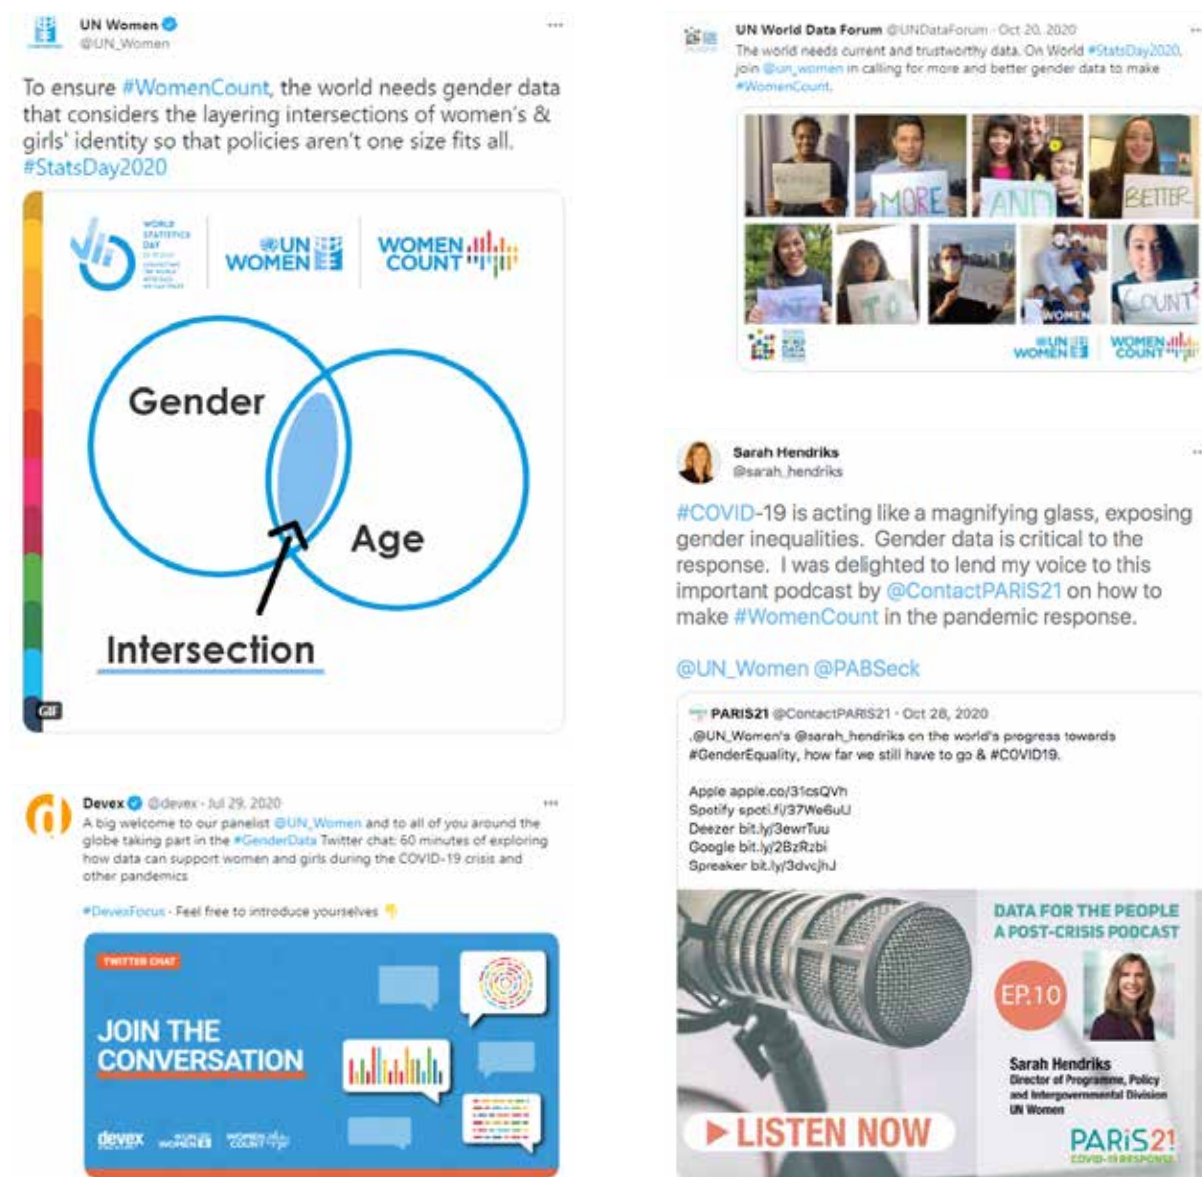 UN Women
@UN_Women
To ensure #WomenCount, the world needs gender data
that considers the layering intersections of women's &
girls' identity so that policies aren't one size fits all.
#StatsDay2020
WORLD
STATISTICS
DAY
UN
WOMEN
WOMEN
COUNT
Gender
Age
Intersection
GIF
Devex @devex · Jul 29, 2020
A big welcome to our panelist @UN_Women and to all of you around the
globe taking part in the #GenderData Twitter chat: 60 minutes of exploring
how data can support women and girls during the COVID-19 crisis and
other pandemics
#DevexFocus - Feel free to introduce yourselves
TWITTER CHAT
JOIN THE
CONVERSATION
devex
UN
WOMEN
WOMEN
COUNT
UN World Data Forum @UNDataForum · Oct 20, 2020
The world needs current and trustworthy data. On World #StatsDay2020,
join @un_women in calling for more and better gender data to make
#WomenCount.
MORE
AND
BETTER
TO
WOMEN
COUNT
UN
WOMEN
WOMEN
COUNT
Sarah Hendriks
@sarah_hendriks
#COVID-19 is acting like a magnifying glass, exposing
gender inequalities. Gender data is critical to the
response. I was delighted to lend my voice to this
important podcast by @ContactPARIS21 on how to
make #WomenCount in the pandemic response.
@UN_Women @PABSeck
PARIS21 @ContactPARIS21 · Oct 28, 2020
.@UN_Women's @sarah_hendriks on the world's progress towards
#GenderEquality, how far we still have to go & #COVID19.
Apple apple.co/31csQVh
Spotify spoti.fi/37We6uU
Deezer bit.ly/3ewrTuu
Google bit.ly/2BzRzbi
Spreaker bit.ly/3dvcjhJ
DATA FOR THE PEOPLE
A POST-CRISIS PODCAST
EP.10
Sarah Hendriks
Director of Programme, Policy
and Intergovernmental Division
UN Women
LISTEN NOW
PARiS21
COVID-19 RESPONSE